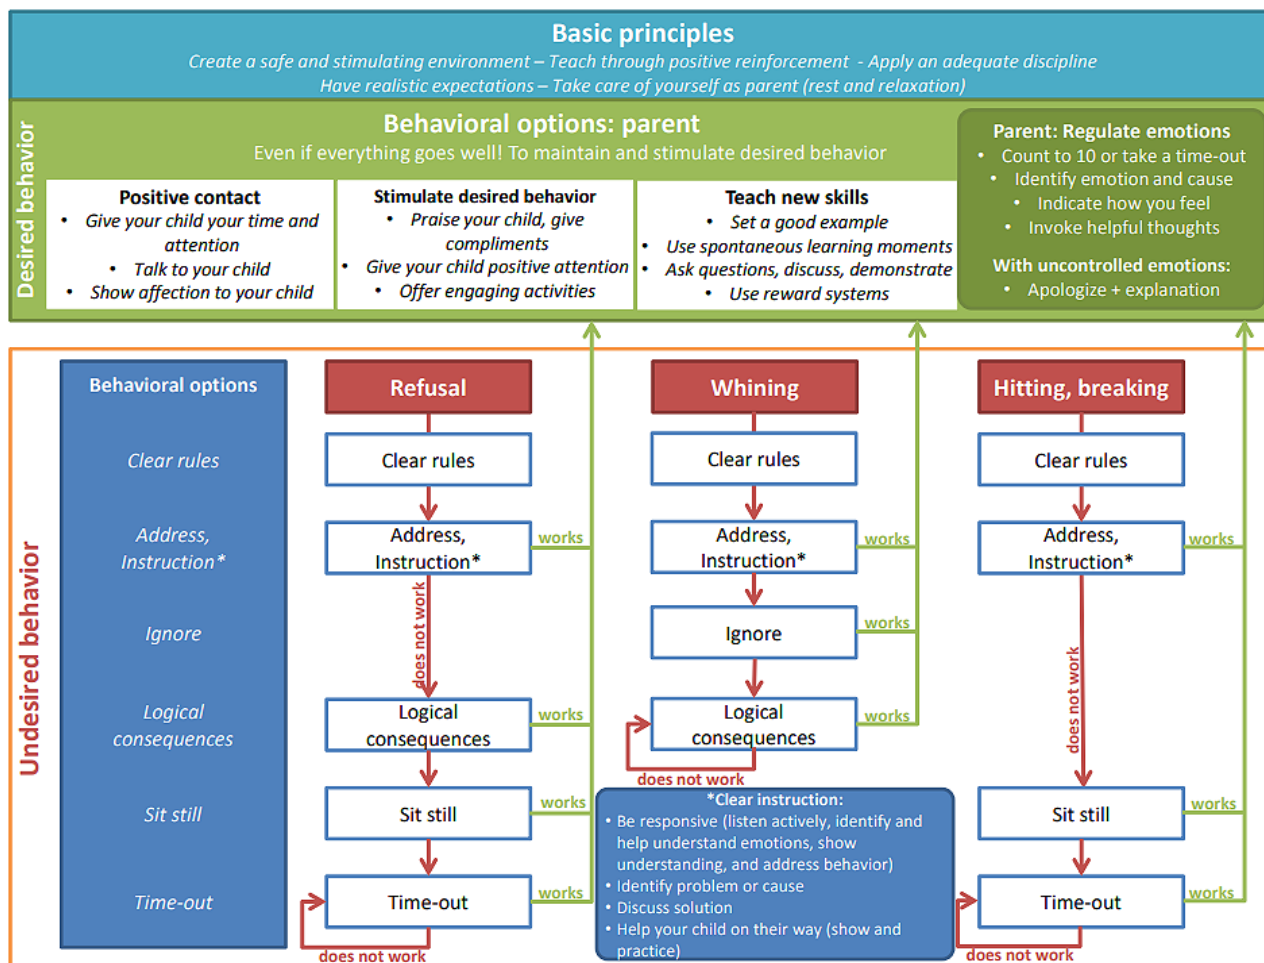 Basic principles
Create a safe and stimulating environment – Teach through positive reinforcement - Apply an adequate discipline
Have realistic expectations – Take care of yourself as parent (rest and relaxation)
Desired behavior
Behavioral options: parent
Even if everything goes well! To maintain and stimulate desired behavior
Positive contact
• Give your child your time and
attention
• Talk to your child
• Show affection to your child
Stimulate desired behavior
• Praise your child, give
compliments
• Give your child positive attention
• Offer engaging activities
Teach new skills
• Set a good example
• Use spontaneous learning moments
• Ask questions, discuss, demonstrate
• Use reward systems
Parent: Regulate emotions
• Count to 10 or take a time-out
• Identify emotion and cause
• Indicate how you feel
• Invoke helpful thoughts
With uncontrolled emotions:
• Apologize + explanation
Undesired behavior
Behavioral options
Clear rules
Address,
Instruction*
Ignore
Logical
consequences
Sit still
Time-out
Refusal
Clear rules
Address,
Instruction*
works
does not work
Logical
consequences
works
Sit still
works
Time-out
works
does not work
Whining
Clear rules
Address,
Instruction*
works
Ignore
works
Logical
consequences
works
does not work
*Clear instruction:
• Be responsive (listen actively, identify and
help understand emotions, show
understanding, and address behavior)
• Identify problem or cause
• Discuss solution
• Help your child on their way (show and
practice)
Hitting, breaking
Clear rules
Address,
Instruction*
works
does not work
Sit still
works
Time-out
works
does not work